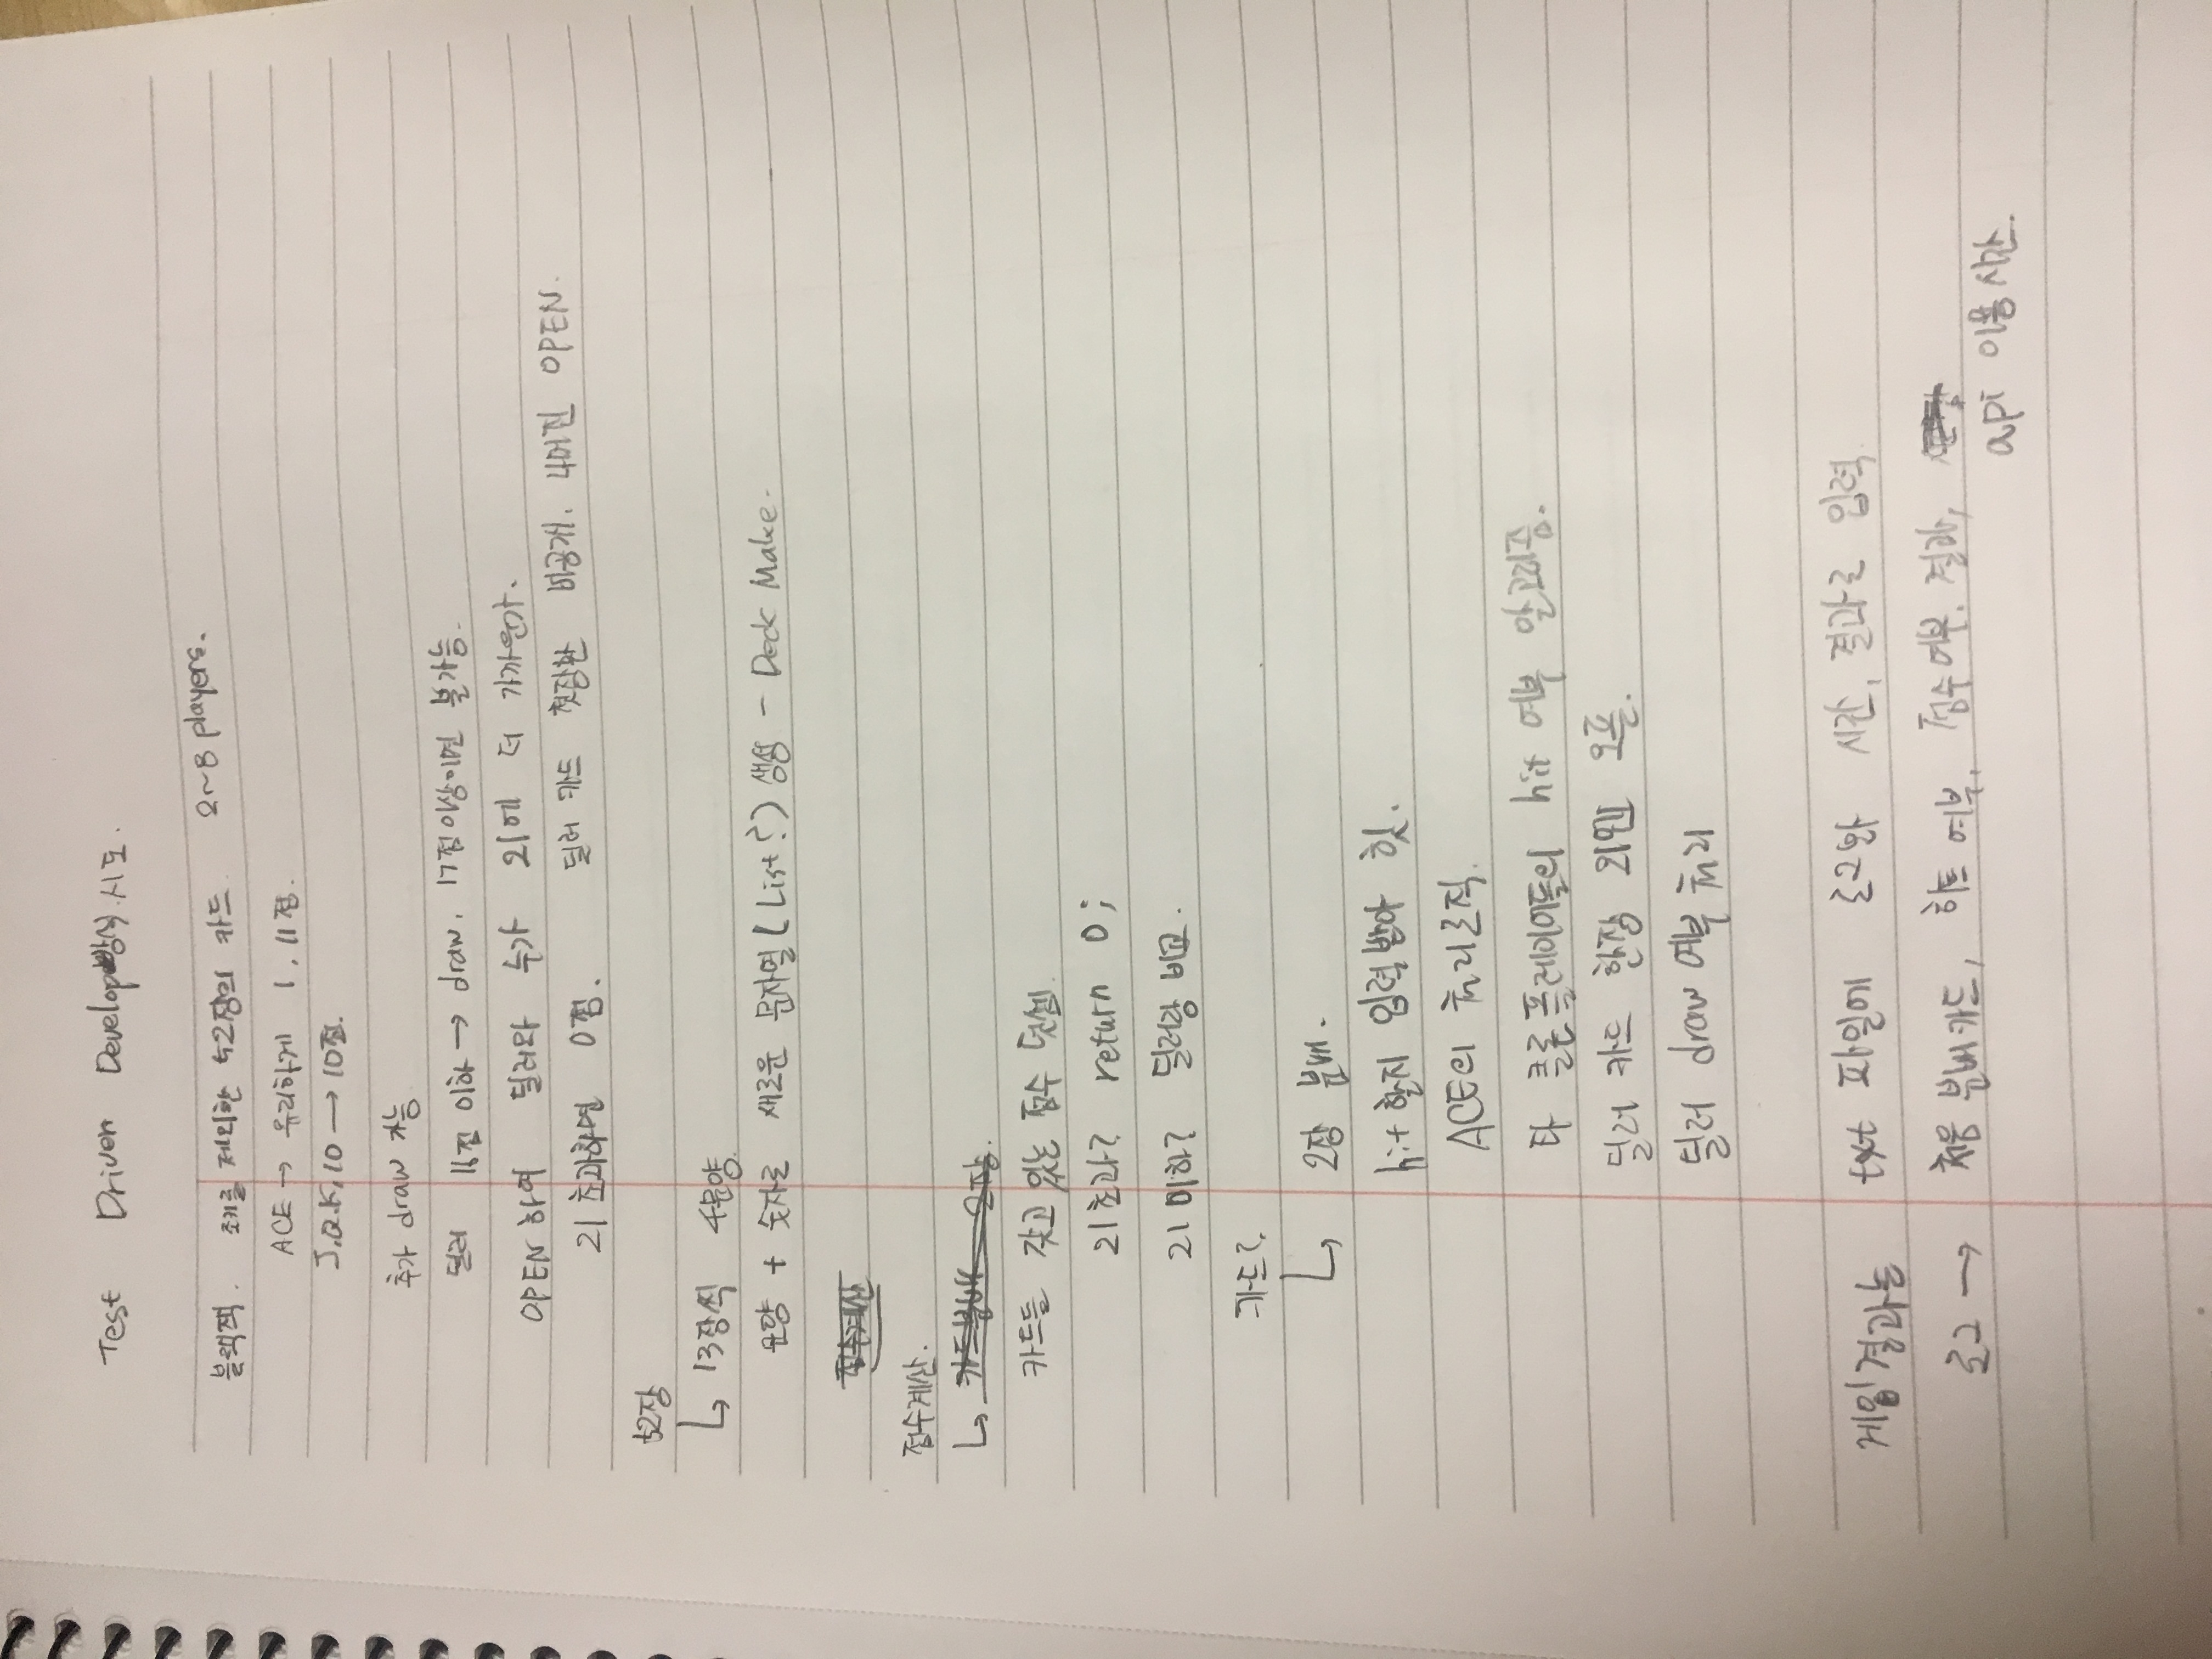 Test Driven Develop방식 시도.
블랙잭. 조커를 제외한 52장의 카드 2~8 players.
ACE → 유리하게 1, 11점.
J.Q.K.10 → 10점.
추가 draw 가능
딜러 16점 이하 → draw. 17점이상이면 불가능.
OPEN 하여 딜러와 누가 21에 더 가까운가.
21 초과하면 0점. 딜러 카드 첫장만 비공개. 나머진 OPEN.
52장
↳ 13장씩 4문양.
문양 + 숫자로 새로운 문자열 (List?) 생성 - Deck Make.
점수계산
점수계산.
↳ 카드분배 2장.
카드들 갖고 있는 점수 덧셈.
21 초과? return 0;
21 이하? 딜러랑 비교.
카드?
↳ 2장 분배.
hit 할지 입력받아 힛.
ACE의 처리로직.
타 클론플레이어들의 hit 여부 알고리즘.
딜러 카드 한장 외엔 오픈.
딜러 draw 여부 처리
게임결과는 txt 파일에 로그와 시간, 결과로 입력.
로그 → 처음 분배카드, 히트 여부, 점수여부. 결과,
api 이용 시간.